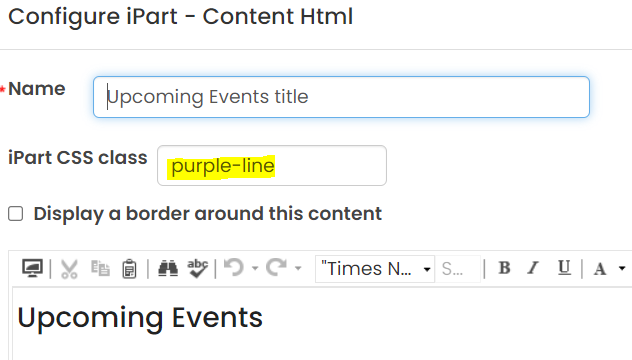 Configure iPart - Content Html
* Name
Upcoming Events title
iPart CSS class
purple-line
Display a border around this content
abc "Times N... S... B I U A
Upcoming Events